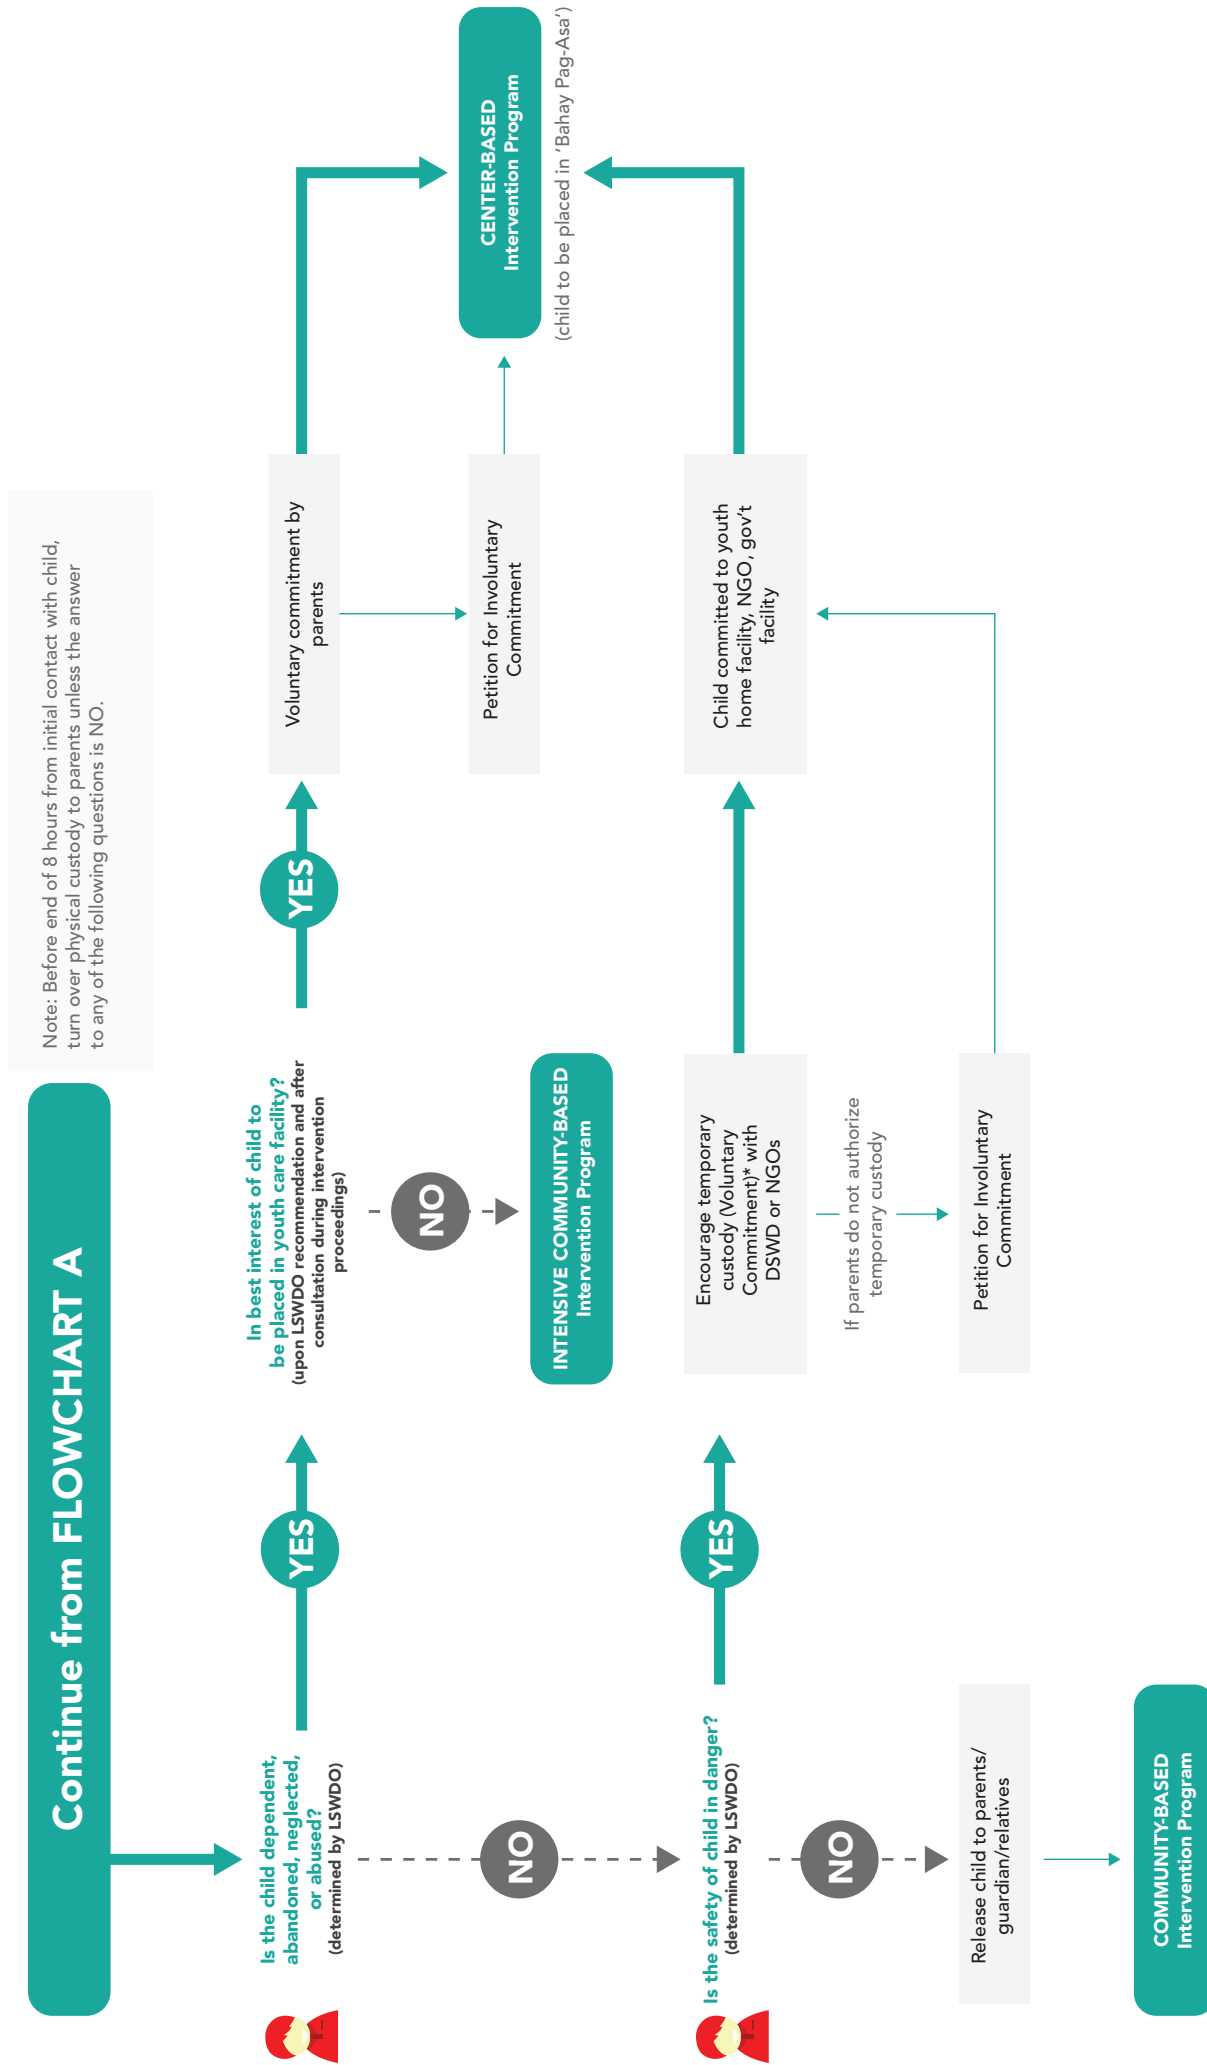 Continue from FLOWCHART A
Note: Before end of 8 hours from initial contact with child,
turn over physical custody to parents unless the answer
to any of the following questions is NO.
Is the child dependent,
abandoned, neglected,
or abused?
(determined by LSWDO)
YES
In best interest of child to
be placed in youth care facility?
(upon LSWDO recommendation and after
consultation during intervention
proceedings)
YES
Voluntary commitment by
parents
Petition for Involuntary
Commitment
CENTER-BASED
Intervention Program
(child to be placed in ‘Bahay Pag-Asa’)
NO
INTENSIVE COMMUNITY-BASED
Intervention Program
NO
Is the safety of child in danger?
(determined by LSWDO)
YES
Encourage temporary
custody (Voluntary
Commitment)* with
DSWD or NGOs
Child committed to youth
home facility, NGO, gov’t
facility
If parents do not authorize
temporary custody
Petition for Involuntary
Commitment
NO
Release child to parents/
guardian/relatives
COMMUNITY-BASED
Intervention Program